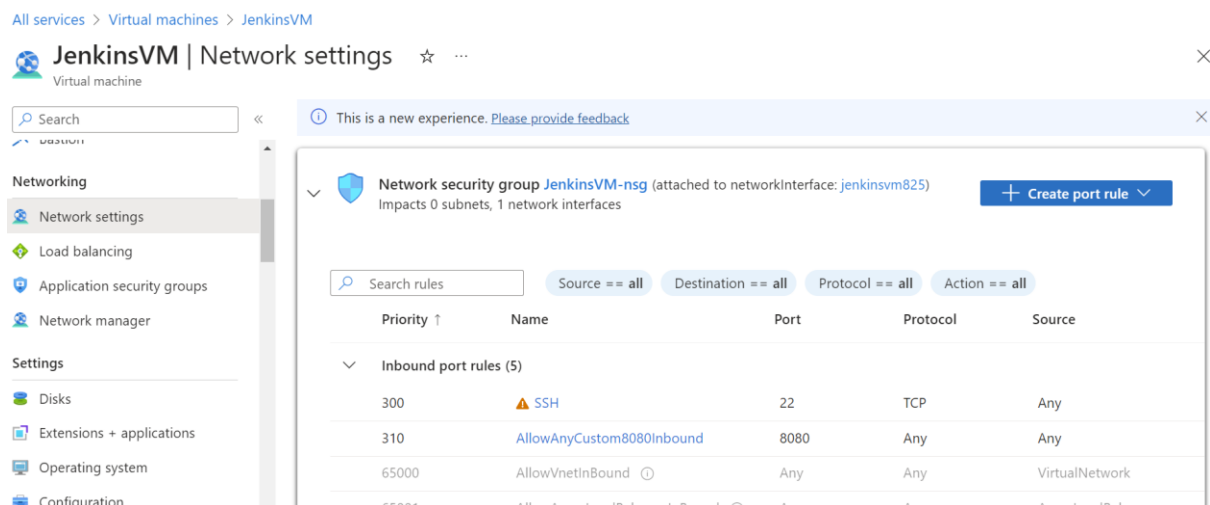 All services > Virtual machines > JenkinsVM
JenkinsVM | Network settings ☆ ...
Virtual machine
Search
«
This is a new experience. Please provide feedback
Bastion
Networking
Network settings
Load balancing
Application security groups
Network manager
Settings
Disks
Extensions + applications
Operating system
Configuration
Network security group JenkinsVM-nsg (attached to networkInterface: jenkinsvm825)
Impacts 0 subnets, 1 network interfaces
+ Create port rule
Search rules
Source == all
Destination == all
Protocol == all
Action == all
Priority ↑ Name Port Protocol Source
Inbound port rules (5)
300 SSH 22 TCP Any
310 AllowAnyCustom8080Inbound 8080 Any Any
65000 AllowVnetInBound Any Any VirtualNetwork